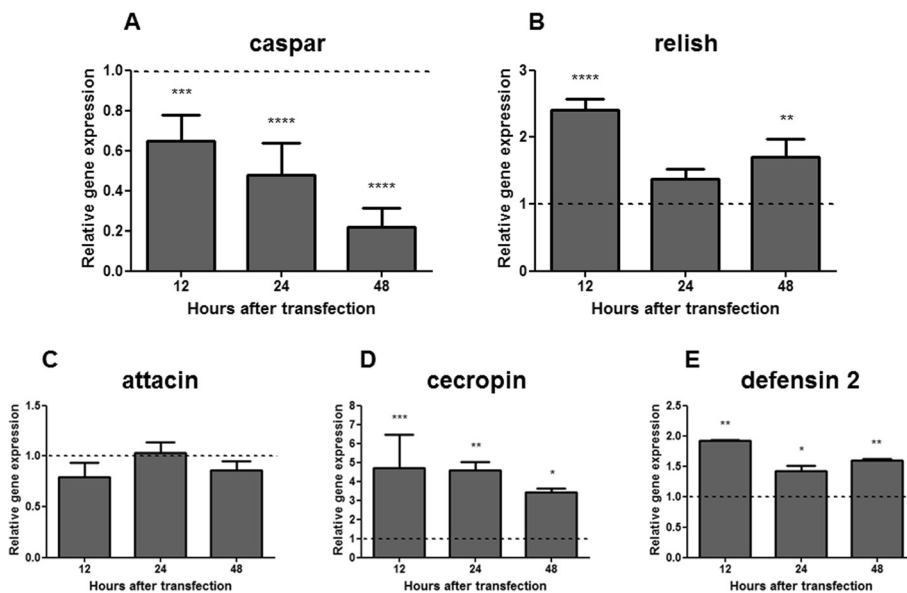 A
caspar
Relative gene expression
1.0
0.8
0.6
0.4
0.2
0.0
***
****
****
12
24
48
Hours after transfection
B
relish
Relative gene expression
3
2
1
0
****
**
12
24
48
Hours after transfection
C
attacin
Relative gene expression
1.5
1.0
0.5
0.0
12
24
48
Hours after transfection
D
cecropin
Relative gene expression
8
7
6
5
4
3
2
1
0
***
**
*
12
24
48
Hours after transfection
E
defensin 2
Relative gene expression
2.5
2.0
1.5
1.0
0.5
0.0
**
*
**
12
24
48
Hours after transfection